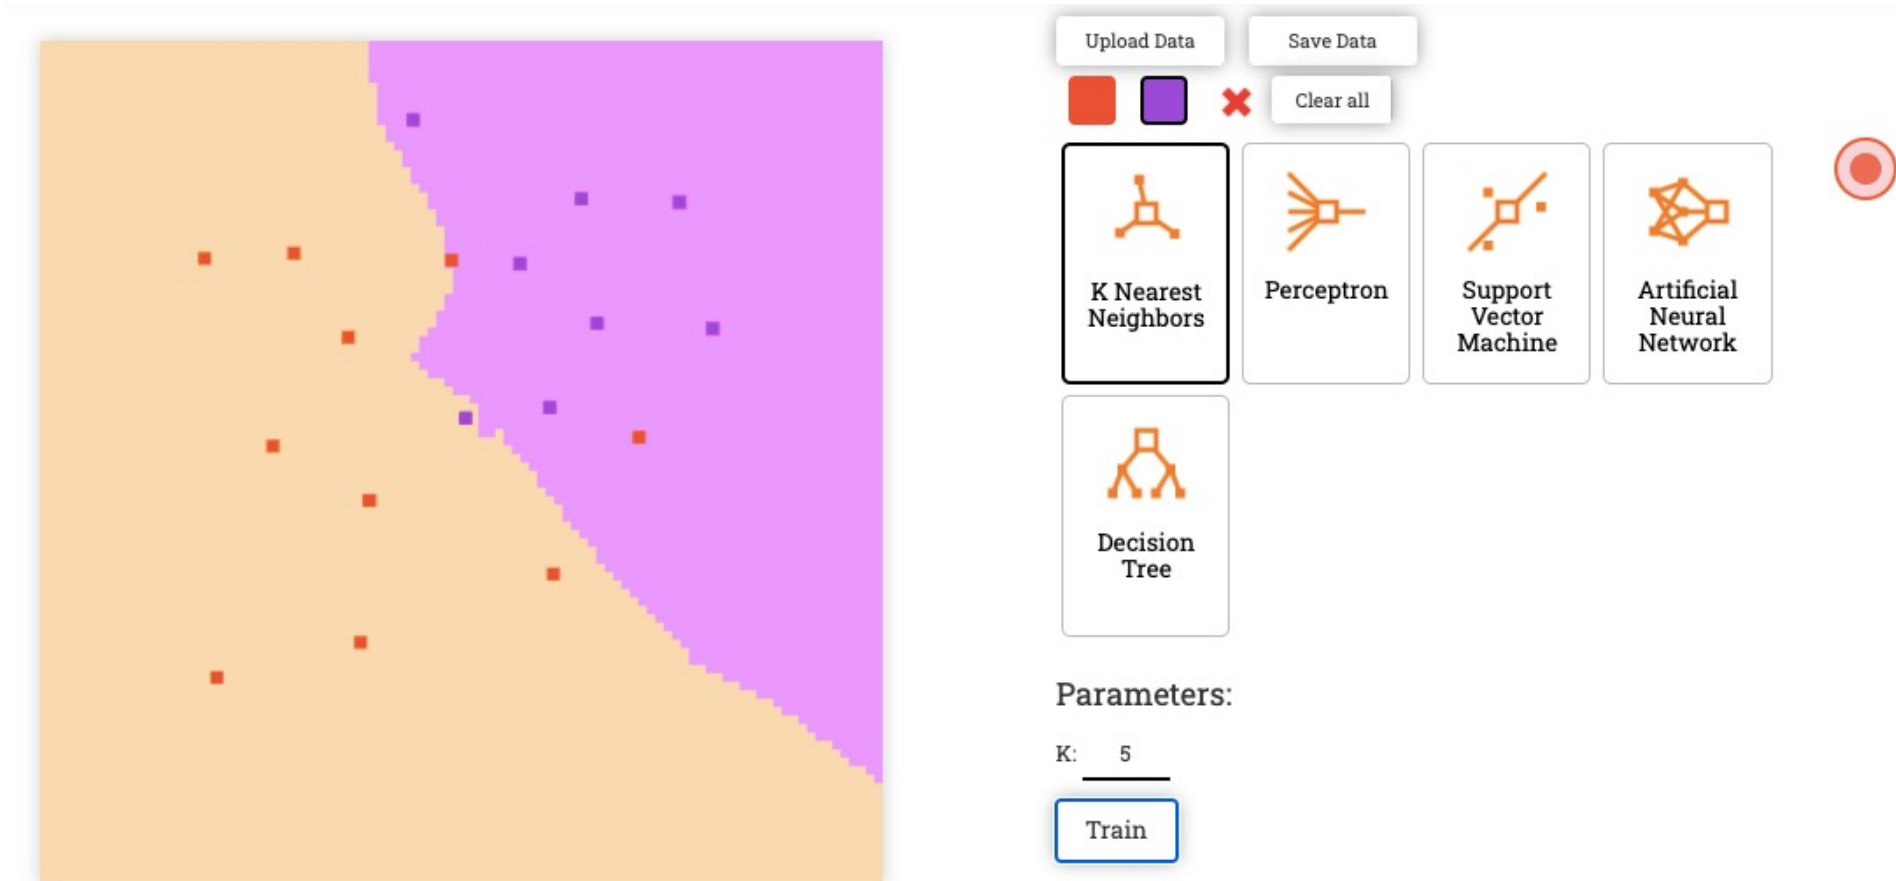 Upload Data
Save Data
Clear all
K Nearest
Neighbors
Perceptron
Support
Vector
Machine
Artificial
Neural
Network
Decision
Tree
Parameters:
K: 5
Train